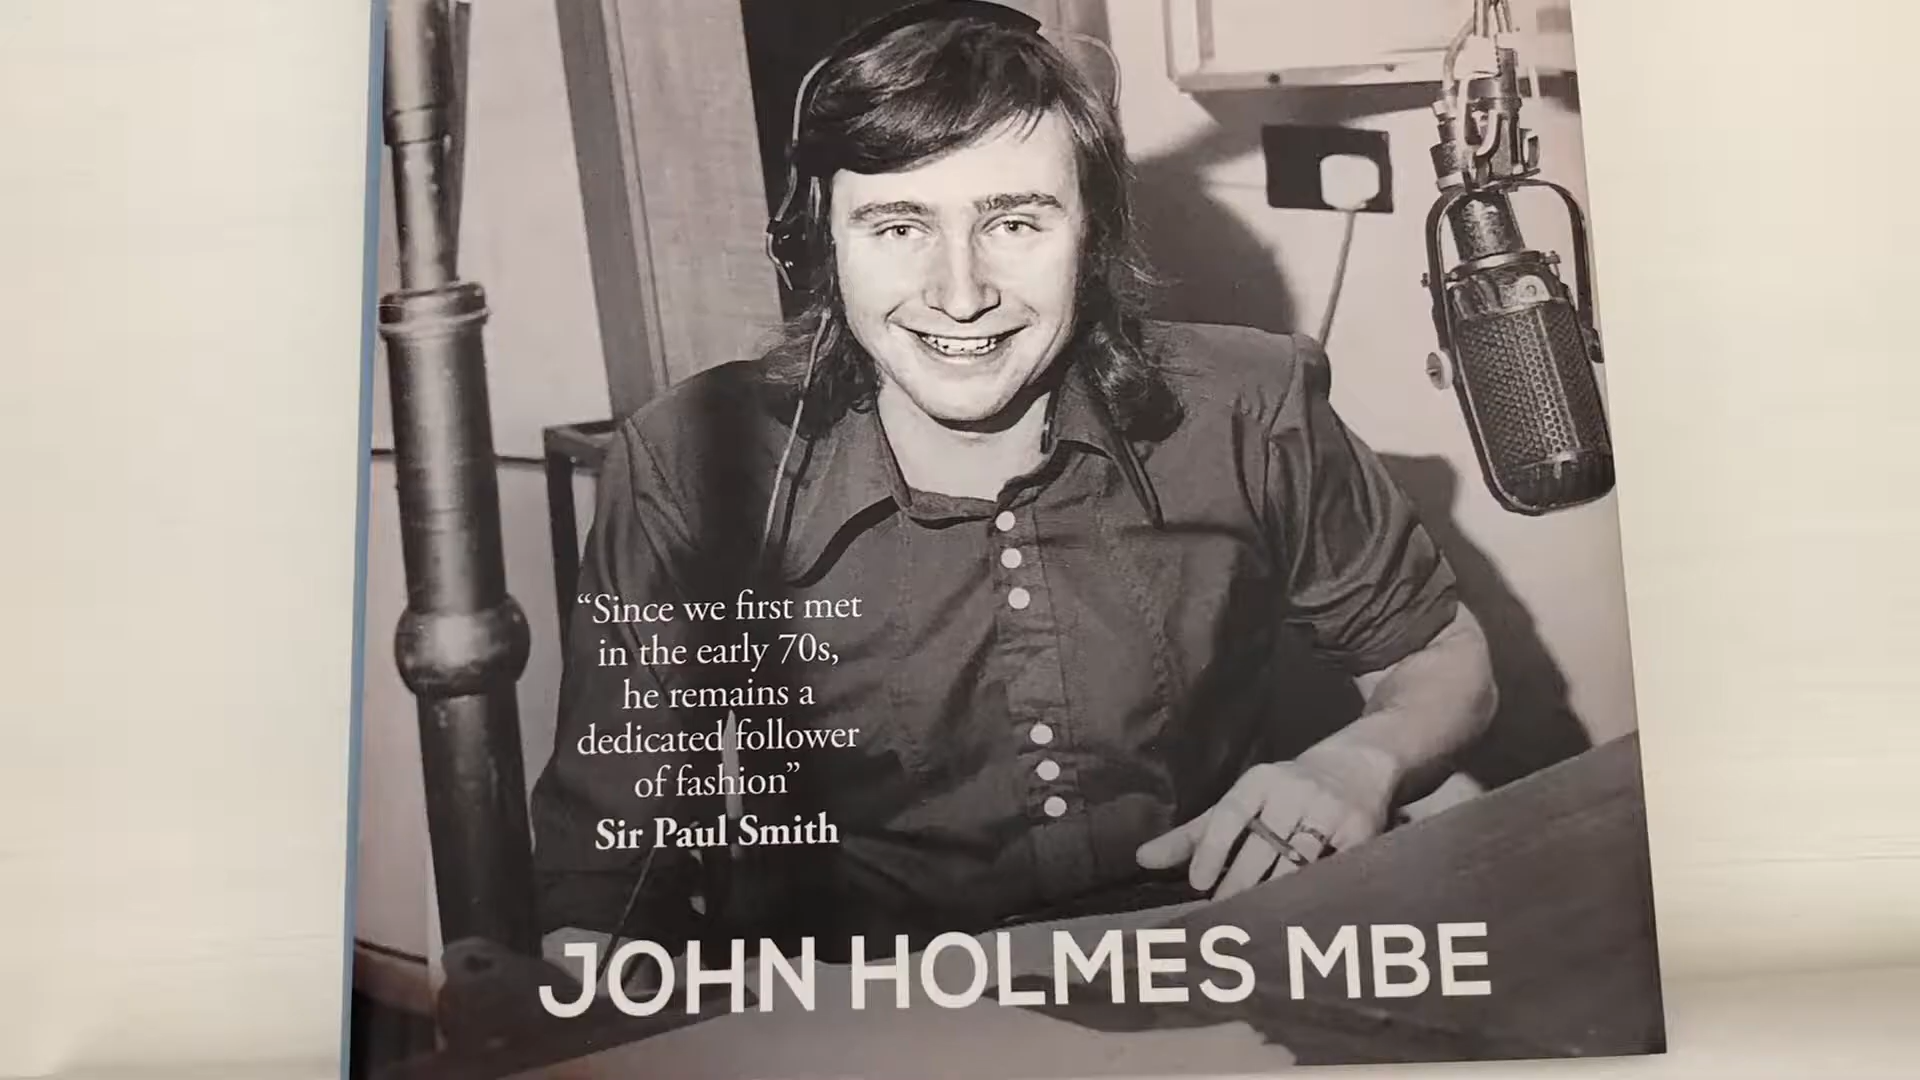 “Since we first met
in the early 70s,
he remains a
dedicated follower
of fashion”
Sir Paul Smith
JOHN HOLMES MBE